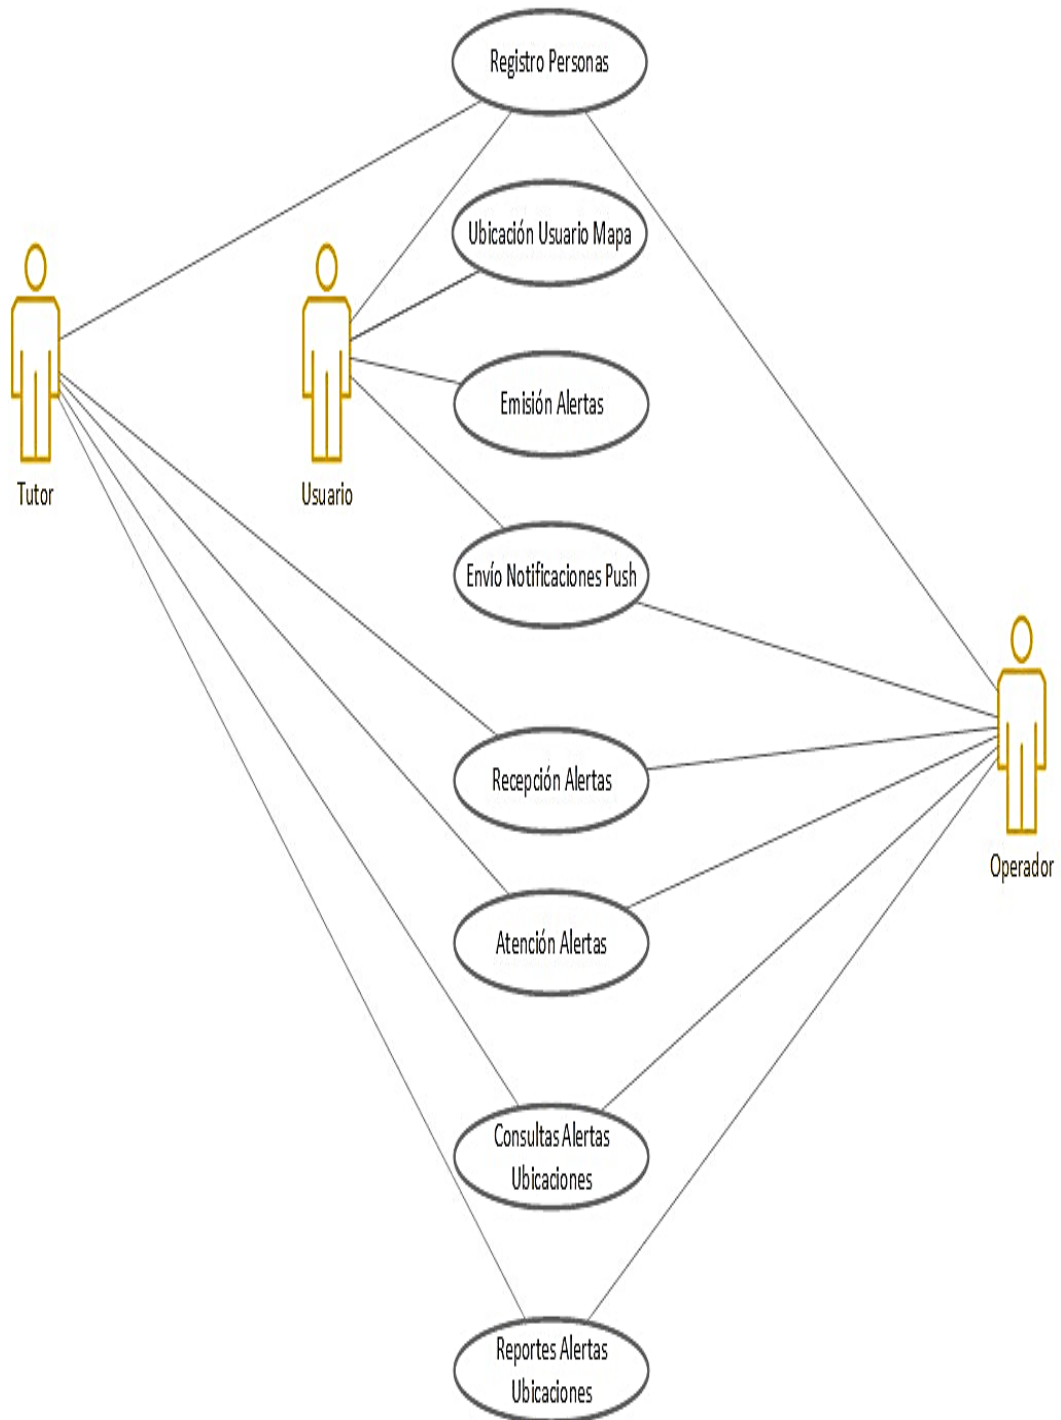 Registro Personas
Ubicación Usuario Mapa
Emisión Alertas
Tutor
Usuario
Envío Notificaciones Push
Recepción Alertas
Operador
Atención Alertas
Consultas Alertas
Ubicaciones
Reportes Alertas
Ubicaciones